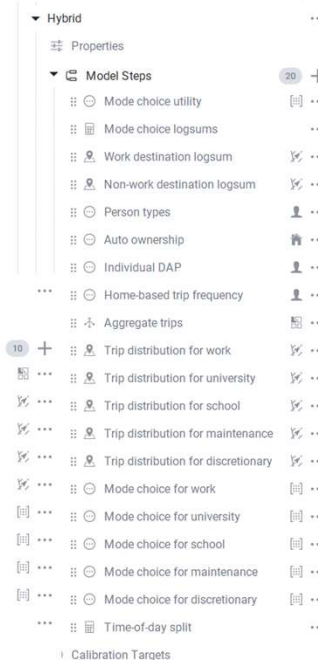 Hybrid
Properties
Model Steps 20
Mode choice utility
Mode choice logsums
Work destination logsum
Non-work destination logsum
Person types
Auto ownership
Individual DAP
Home-based trip frequency
Aggregate trips
10 Trip distribution for work
Trip distribution for university
Trip distribution for school
Trip distribution for maintenance
Trip distribution for discretionary
Mode choice for work
Mode choice for university
Mode choice for school
Mode choice for maintenance
Mode choice for discretionary
Time-of-day split
Calibration Targets